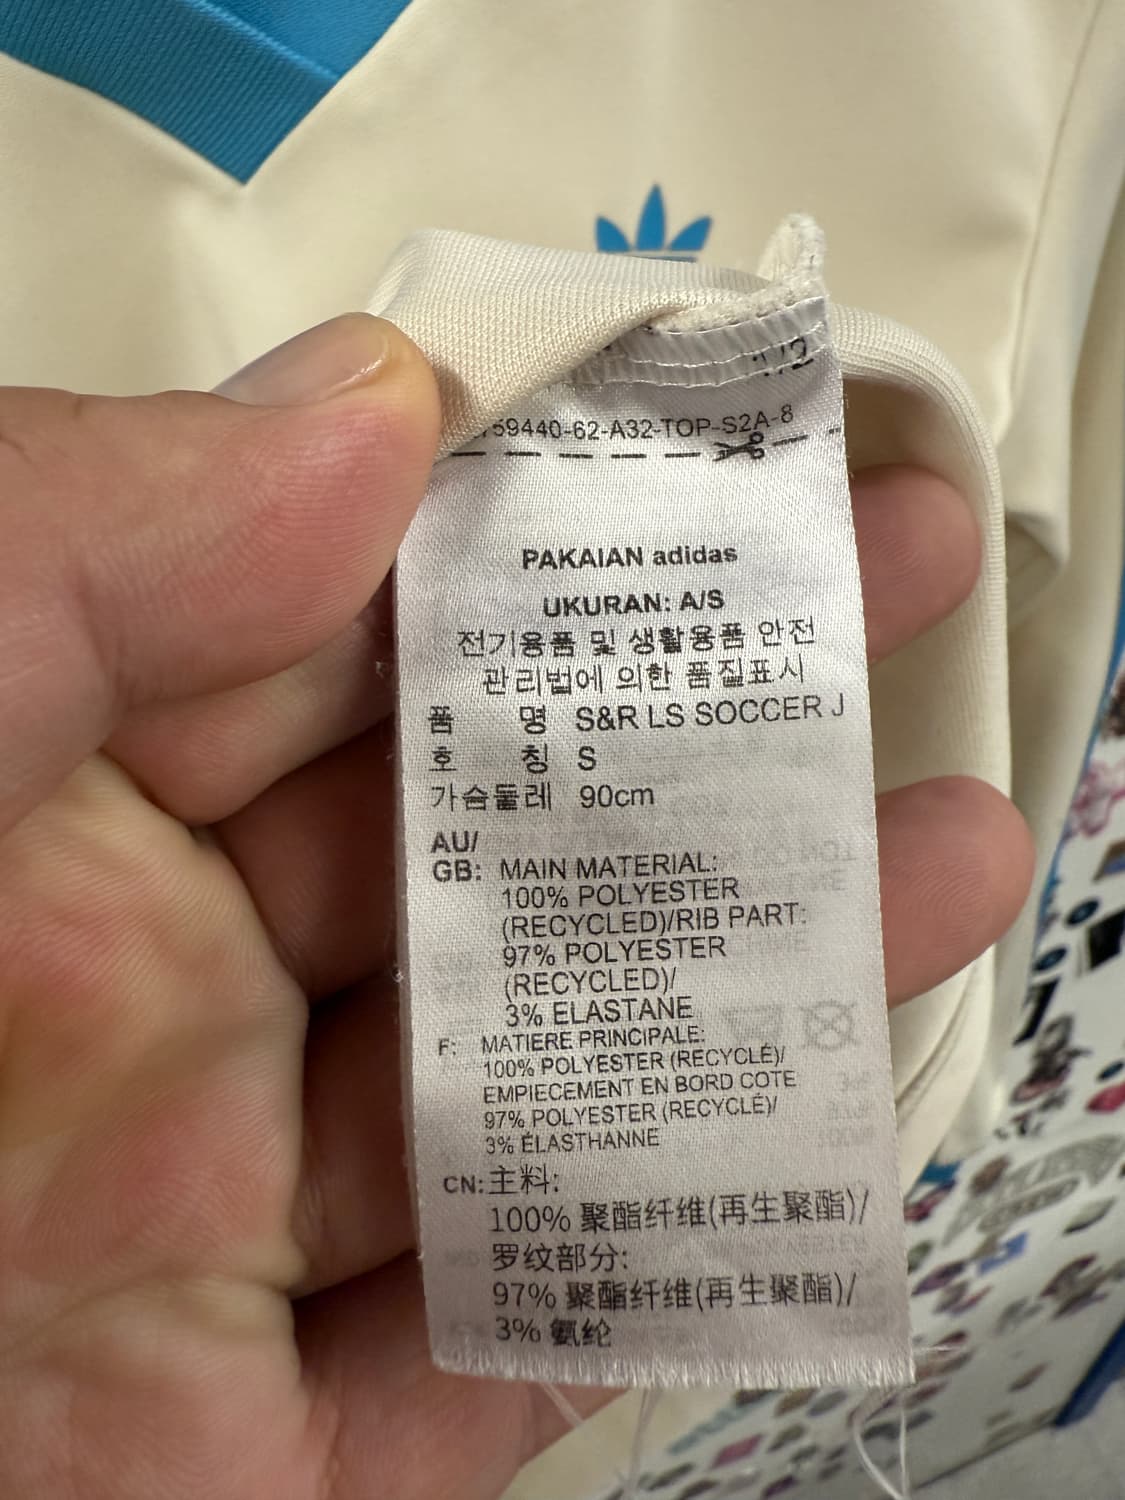 59440-62-A32-TOP-S2A-8
PAKAIAN adidas
UKURAN: A/S
전기용품 및 생활용품 안전
관리법에 의한 품질표시
품 명 S&R LS SOCCER J
호 칭 S
가슴둘레 90cm
AU/
GB: MAIN MATERIAL:
100% POLYESTER
(RECYCLED)/RIB PART:
97% POLYESTER
(RECYCLED)/
3% ELASTANE
F: MATIERE PRINCIPALE:
100% POLYESTER (RECYCLÉ)/
EMPIECEMENT EN BORD COTE
97% POLYESTER (RECYCLÉ)/
3% ÉLASTHANNE
CN: 主料:
100% 聚酯纤维(再生聚酯)/
罗纹部分:
97% 聚酯纤维(再生聚酯)/
3% 氨纶